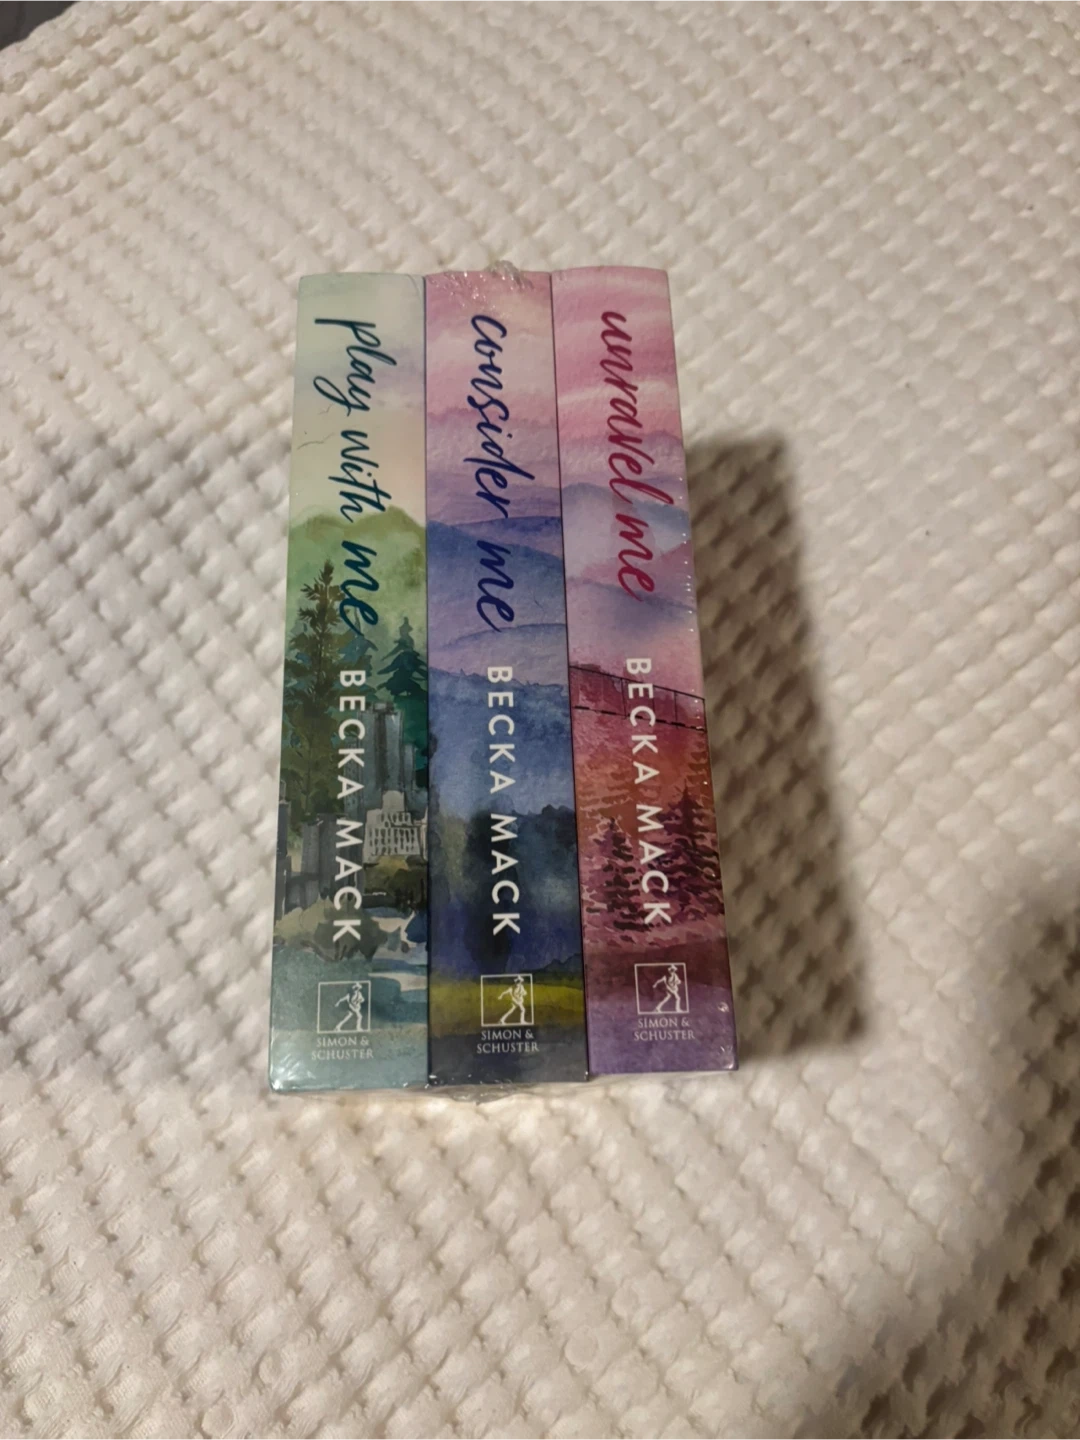 play with me
BECKA MACK
SIMON &
SCHUSTER
consider me
BECKA MACK
SIMON &
SCHUSTER
unravel me
BECKA MACK
SIMON &
SCHUSTER